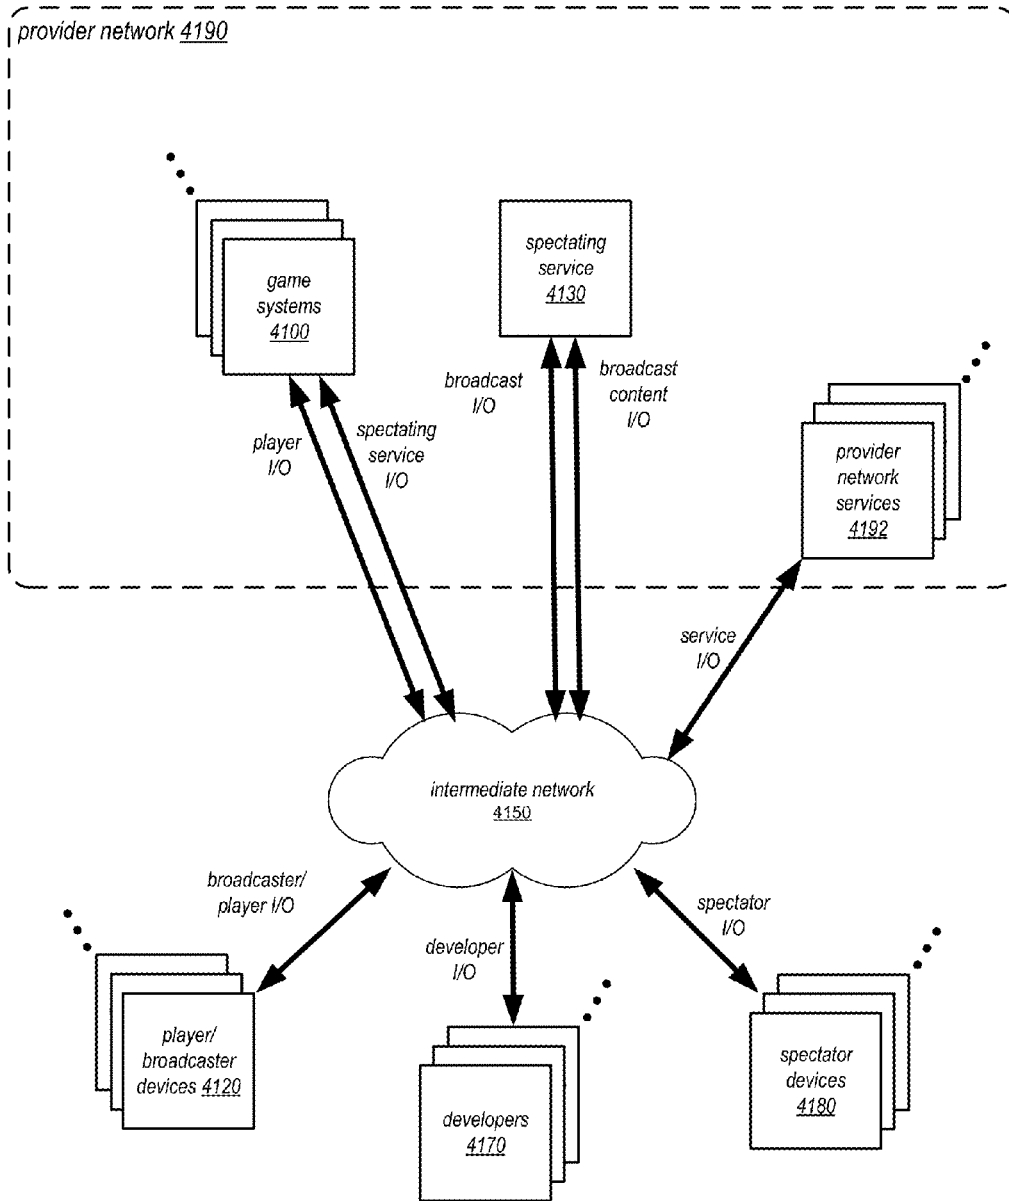 provider network 4190
game
systems
4100
spectating
service
4130
broadcast
I/O
broadcast
content
I/O
player
I/O
spectating
service
I/O
provider
network
services
4192
service
I/O
intermediate network
4150
broadcaster/
player I/O
developer
I/O
spectator
I/O
player/
broadcaster
devices 4120
developers
4170
spectator
devices
4180